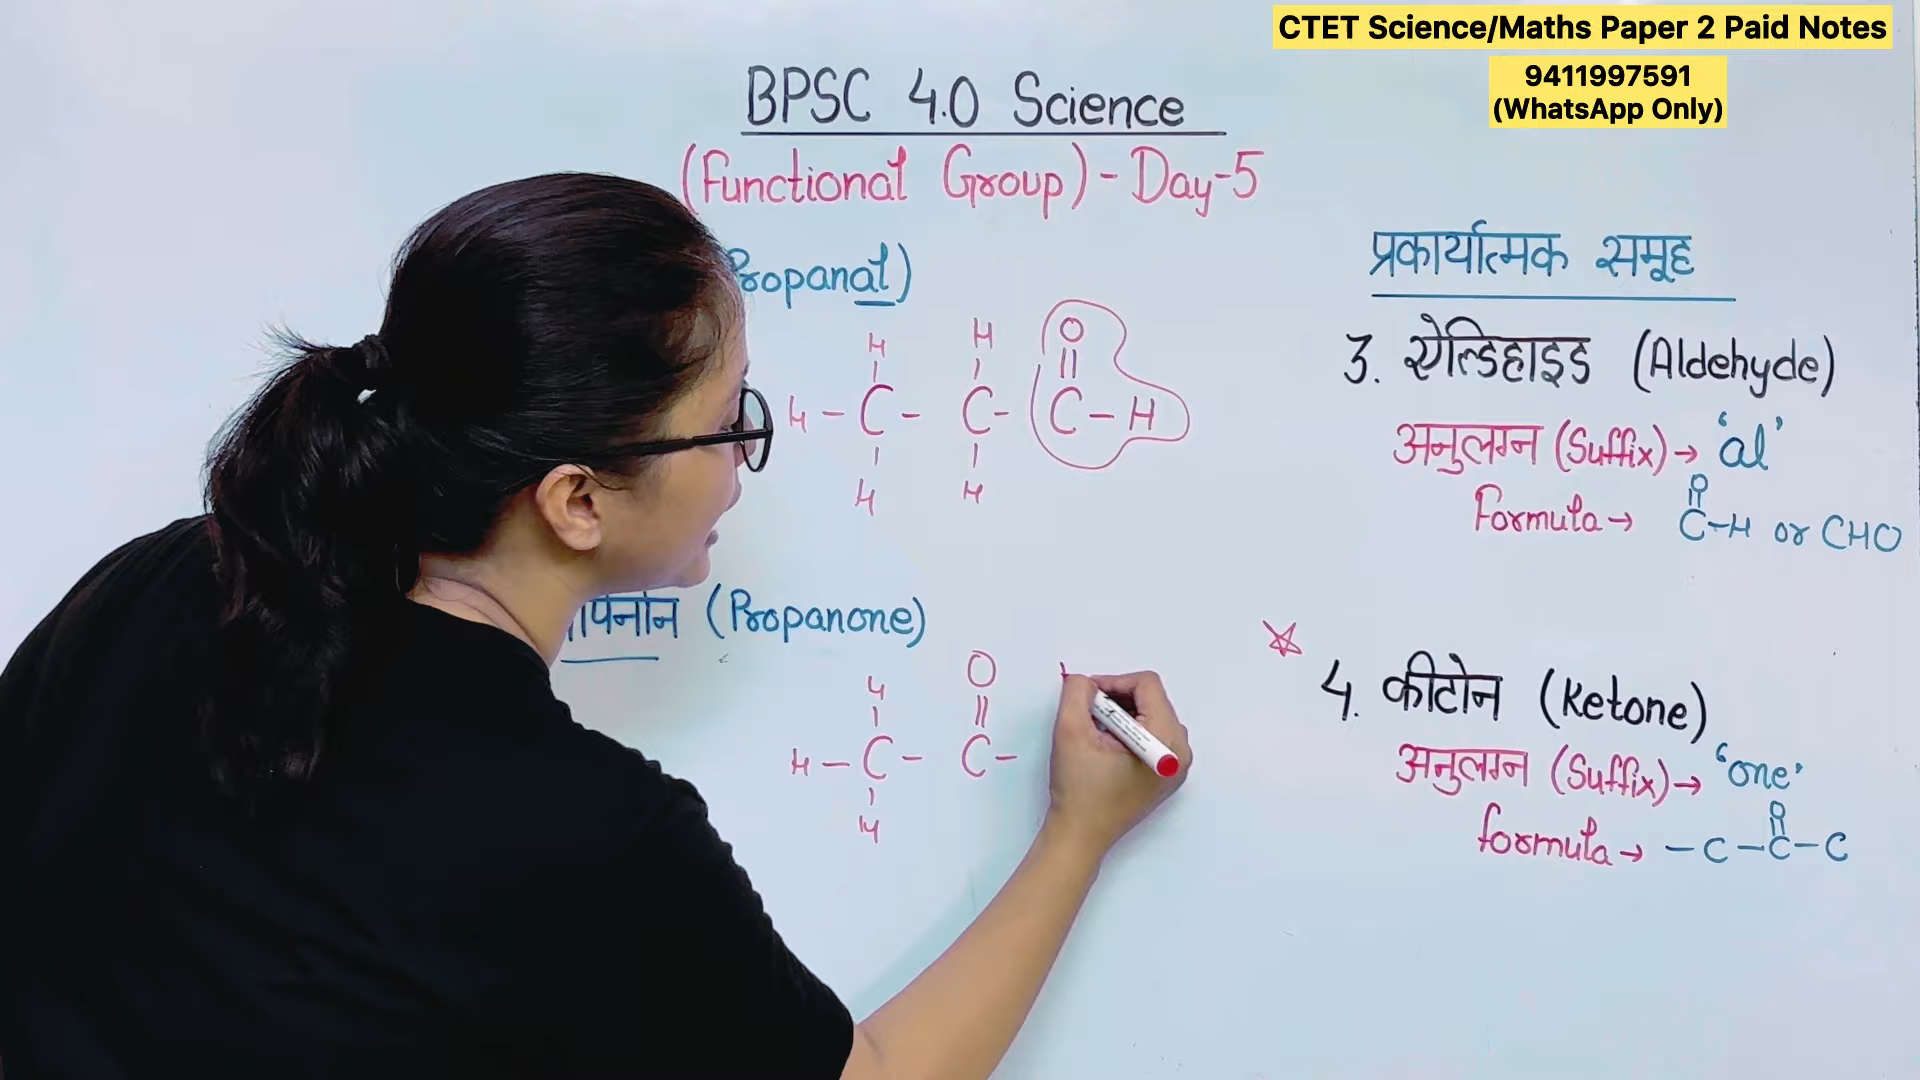 CTET Science/Maths Paper 2 Paid Notes
9411997591
(WhatsApp Only)
BPSC 4.0 Science
(Functional Group) - Day-5
ropanal)
H H O
H - C - C - C - H
H H
(Propanone)
H O
H - C - C -
H
प्रकार्यात्मक समूह
3. ऐल्डिहाइड (Aldehyde)
अनुलग्न (Suffix) → 'al'
O
Formula → C-H or CHO
4. कीटोन (Ketone)
अनुलग्न (Suffix) → 'one'
O
formula → - C - C - C